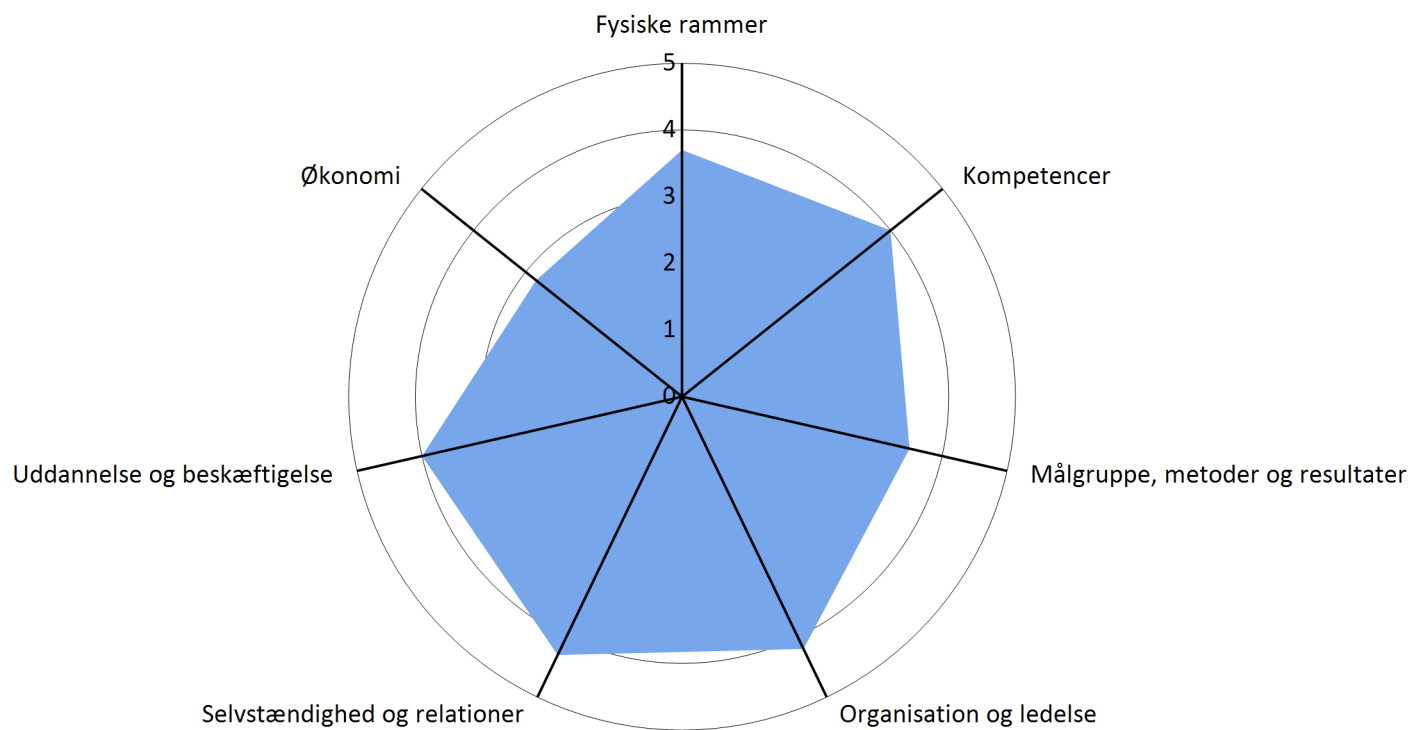 Fysiske rammer
5
4
Økonomi
Kompetencer
3
2
1
0
Uddannelse og beskæftigelse
Målgruppe, metoder og resultater
Selvstændighed og relationer
Organisation og ledelse